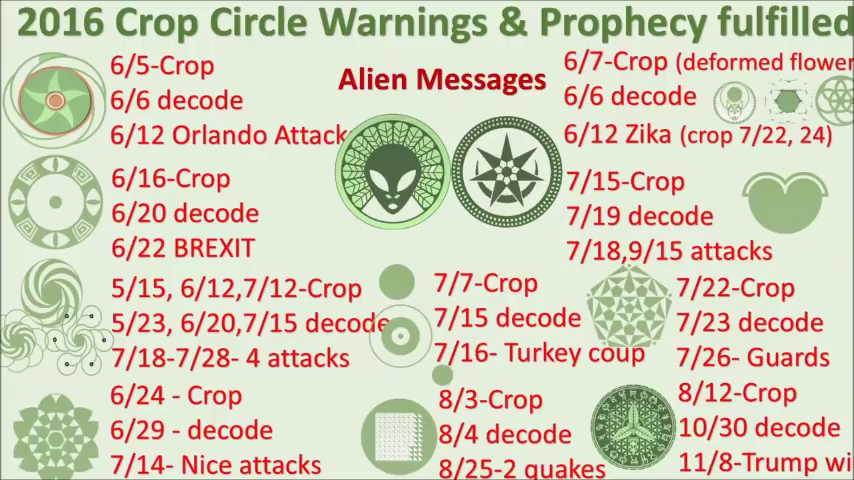 2016 Crop Circle Warnings & Prophecy fulfilled
Alien Messages
6/5-Crop
6/6 decode
6/12 Orlando Attack
6/7-Crop (deformed flower
6/6 decode
6/12 Zika (crop 7/22, 24)
6/16-Crop
6/20 decode
6/22 BREXIT
7/15-Crop
7/19 decode
7/18,9/15 attacks
5/15, 6/12,7/12-Crop
5/23, 6/20,7/15 decode
7/18-7/28- 4 attacks
7/7-Crop
7/15 decode
7/16- Turkey coup
7/22-Crop
7/23 decode
7/26- Guards
6/24 - Crop
6/29 - decode
7/14- Nice attacks
8/3-Crop
8/4 decode
8/25-2 quakes
8/12-Crop
10/30 decode
11/8-Trump wi